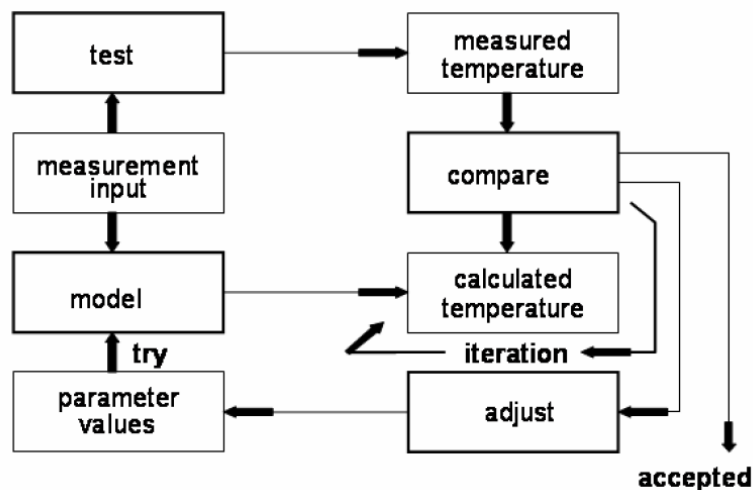 test
measured
temperature
measurement
input
compare
model
calculated
temperature
try
iteration
parameter
values
adjust
accepted